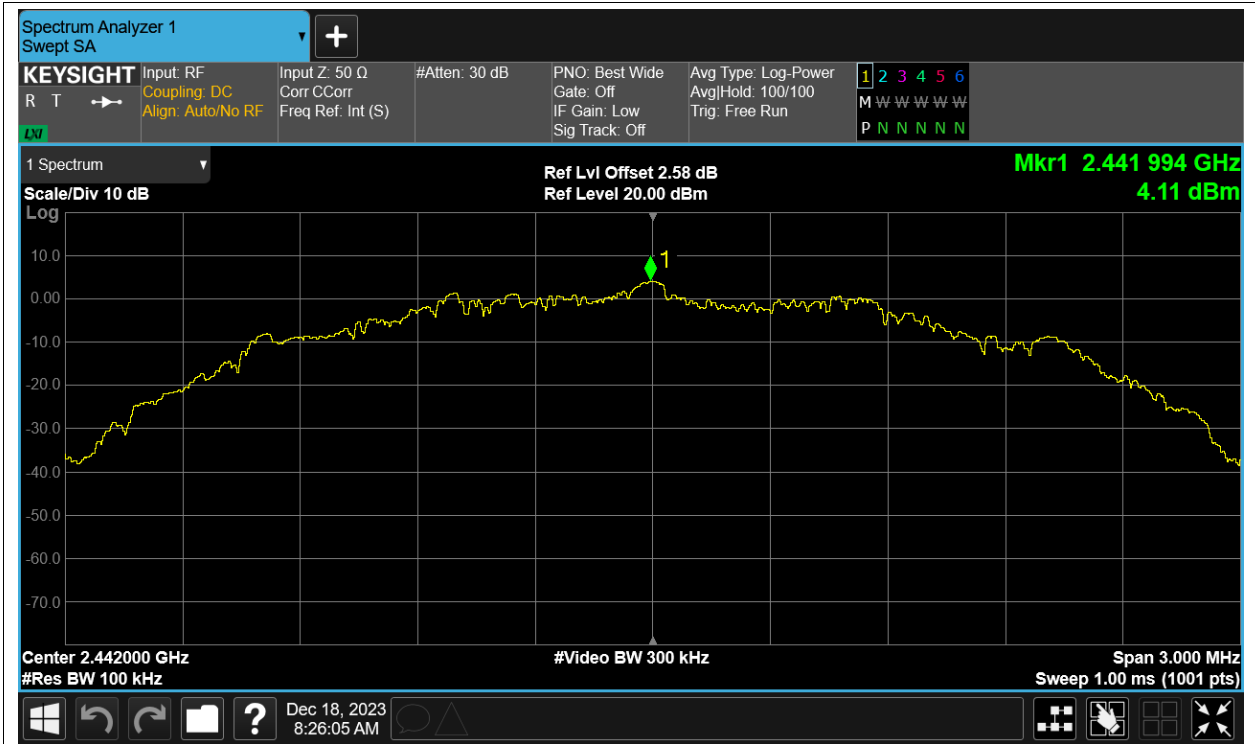 Spectrum Analyzer 1
Swept SA
KEYSIGHT
R T
LXI
Input: RF
Coupling: DC
Align: Auto/No RF
Input Z: 50 Ω
Corr CCorr
Freq Ref: Int (S)
#Atten: 30 dB
PNO: Best Wide
Gate: Off
IF Gain: Low
Sig Track: Off
Avg Type: Log-Power
Avg|Hold: 100/100
Trig: Free Run
1 2 3 4 5 6
M W W W W W
P N N N N N
1 Spectrum
Scale/Div 10 dB
Log
Ref Lvl Offset 2.58 dB
Ref Level 20.00 dBm
Mkr1 2.441 994 GHz
4.11 dBm
1
10.0
0.00
-10.0
-20.0
-30.0
-40.0
-50.0
-60.0
-70.0
Center 2.442000 GHz
#Res BW 100 kHz
#Video BW 300 kHz
Span 3.000 MHz
Sweep 1.00 ms (1001 pts)
?
Dec 18, 2023
8:26:05 AM